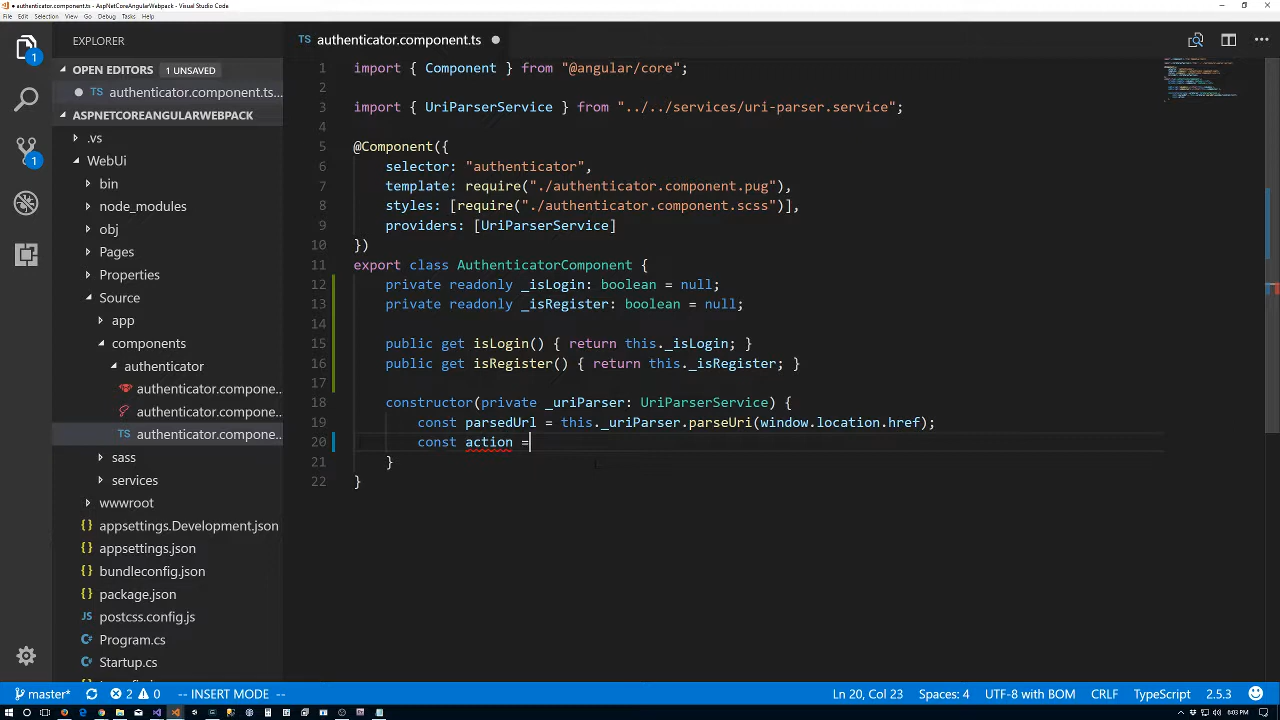 authenticator.component.ts - AspNetCoreAngularWebpack - Visual Studio Code
File Edit Selection View Go Debug Tasks Help
EXPLORER
OPEN EDITORS 1 UNSAVED
TS authenticator.component.ts...
ASPNETCOREANGULARWEBPACK
.vs
WebUi
bin
node_modules
obj
Pages
Properties
Source
app
components
authenticator
authenticator.compone...
authenticator.compone...
TS authenticator.compone...
sass
services
wwwroot
{} appsettings.Development.json
{} appsettings.json
{} bundleconfig.json
{} package.json
postcss.config.js
Program.cs
Startup.cs
1
1
TS authenticator.component.ts
1 import { Component } from "@angular/core";
2
3 import { UriParserService } from "../../services/uri-parser.service";
4
5 @Component({
6 selector: "authenticator",
7 template: require("./authenticator.component.pug"),
8 styles: [require("./authenticator.component.scss")],
9 providers: [UriParserService]
10 })
11 export class AuthenticatorComponent {
12 private readonly _isLogin: boolean = null;
13 private readonly _isRegister: boolean = null;
14
15 public get isLogin() { return this._isLogin; }
16 public get isRegister() { return this._isRegister; }
17
18 constructor(private _uriParser: UriParserService) {
19 const parsedUrl = this._uriParser.parseUri(window.location.href);
20 const action =
21 }
22 }
master* 2 0 -- INSERT MODE -- Ln 20, Col 23 Spaces: 4 UTF-8 with BOM CRLF TypeScript 2.5.3
6:03 PM